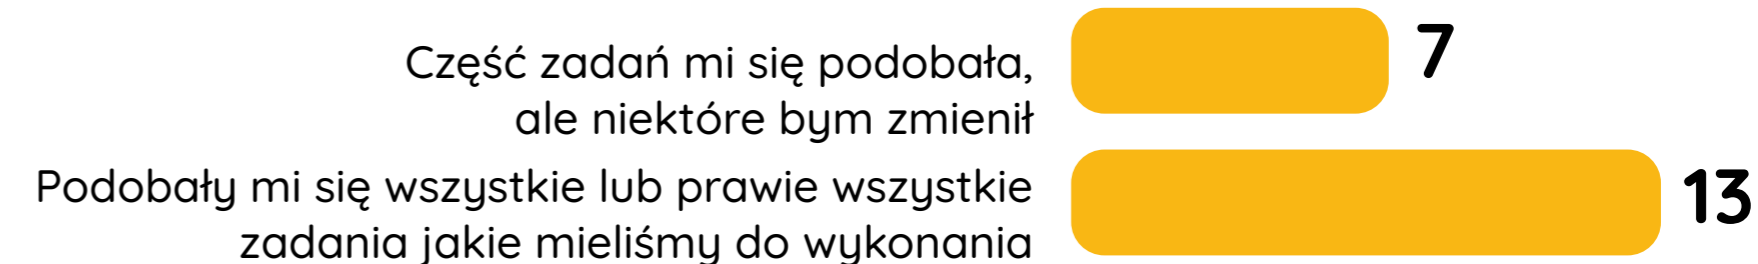 Część zadań mi się podobała,
ale niektóre bym zmienił
7
Podobały mi się wszystkie lub prawie wszystkie
zadania jakie mieliśmy do wykonania
13